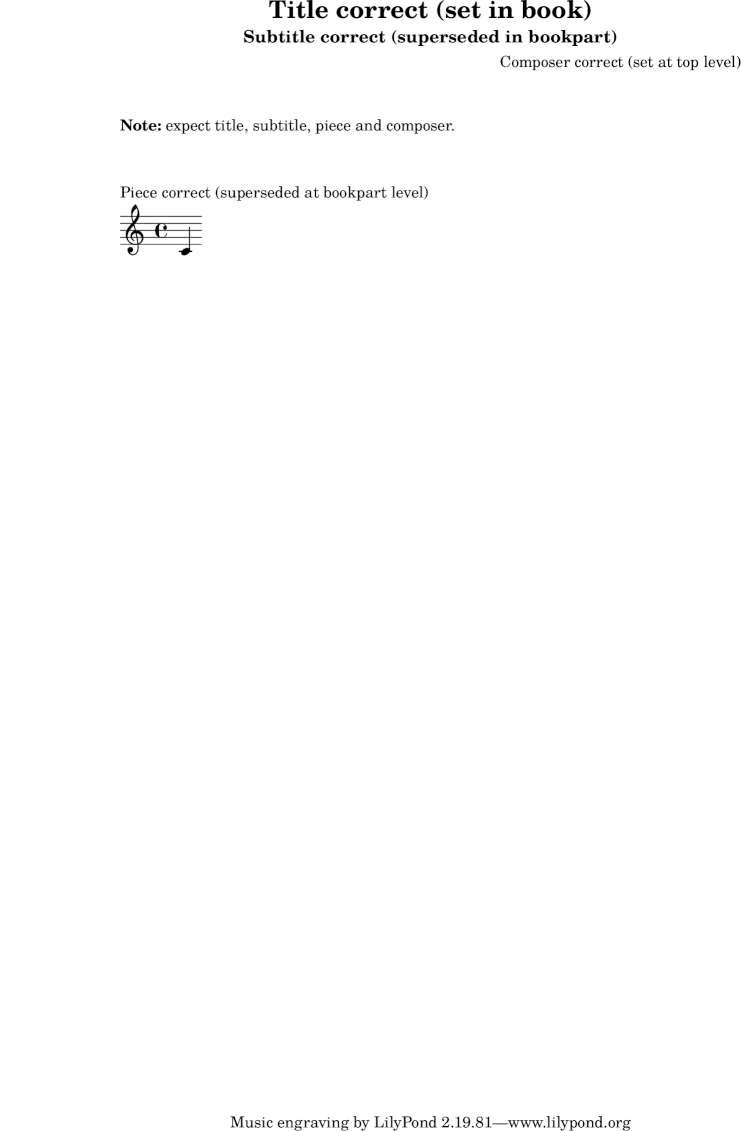 Title correct (set in book)
Subtitle correct (superseded in bookpart)
Composer correct (set at top level)
Note: expect title, subtitle, piece and composer.
Piece correct (superseded at bookpart level)
Music engraving by LilyPond 2.19.81—www.lilypond.org